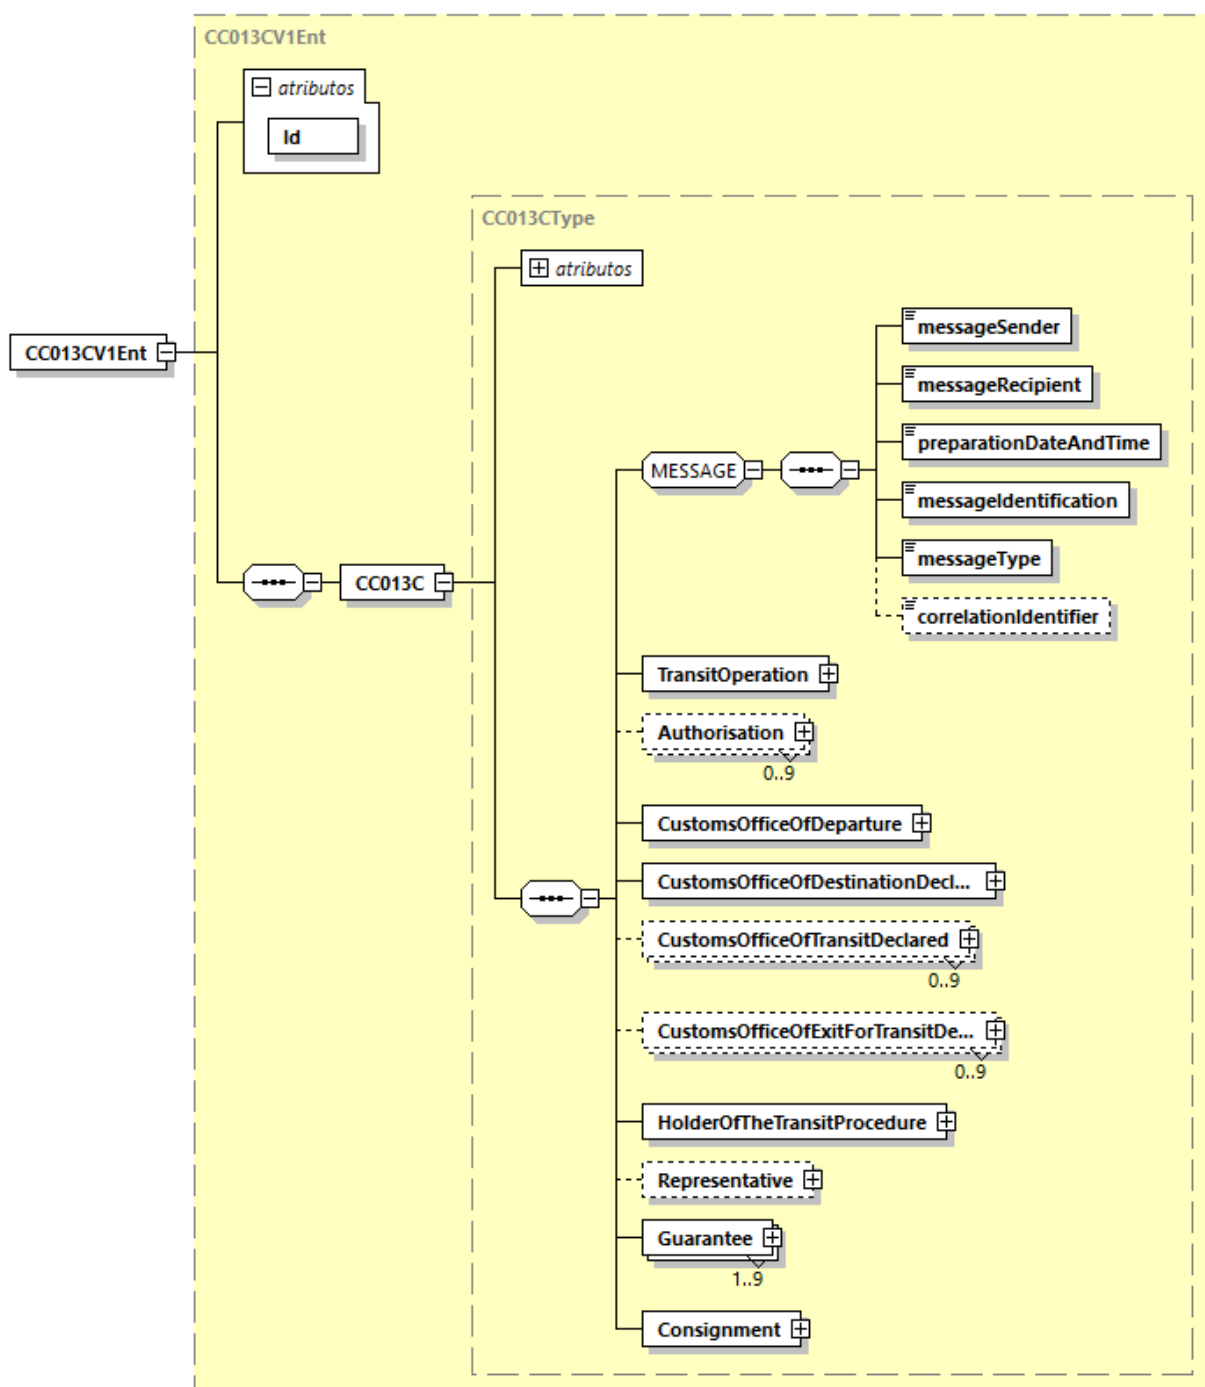 CC013CV1Ent
atributos
Id
CC013CType
atributos
CC013CV1Ent
messageSender
messageRecipient
preparationDateAndTime
MESSAGE
messageIdentification
messageType
CC013C
correlationIdentifier
TransitOperation
Authorisation
0..9
CustomsOfficeOfDeparture
CustomsOfficeOfDestinationDecl...
CustomsOfficeOfTransitDeclared
0..9
CustomsOfficeOfExitForTransitDe...
0..9
HolderOfTheTransitProcedure
Representative
Guarantee
1..9
Consignment